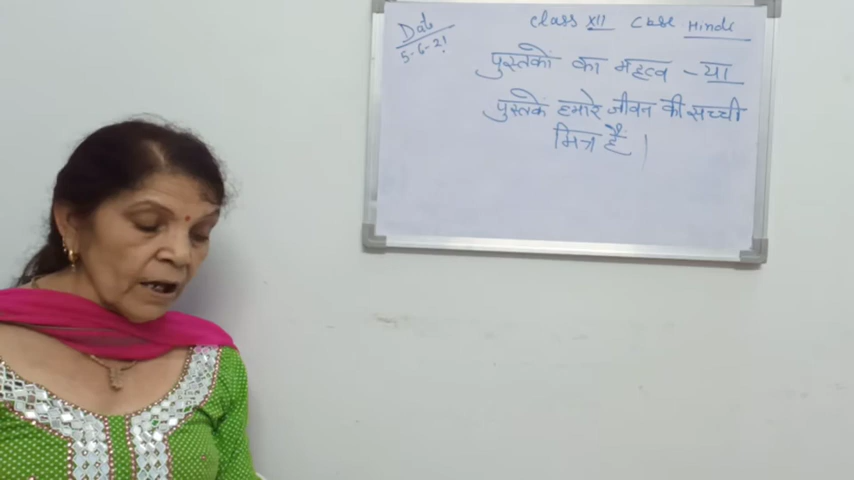 Date
5-6-21
Class XII CBSE Hindi
पुस्तकों का महत्व - या
पुस्तके हमारे जीवन की सच्ची
मित्र हैं।